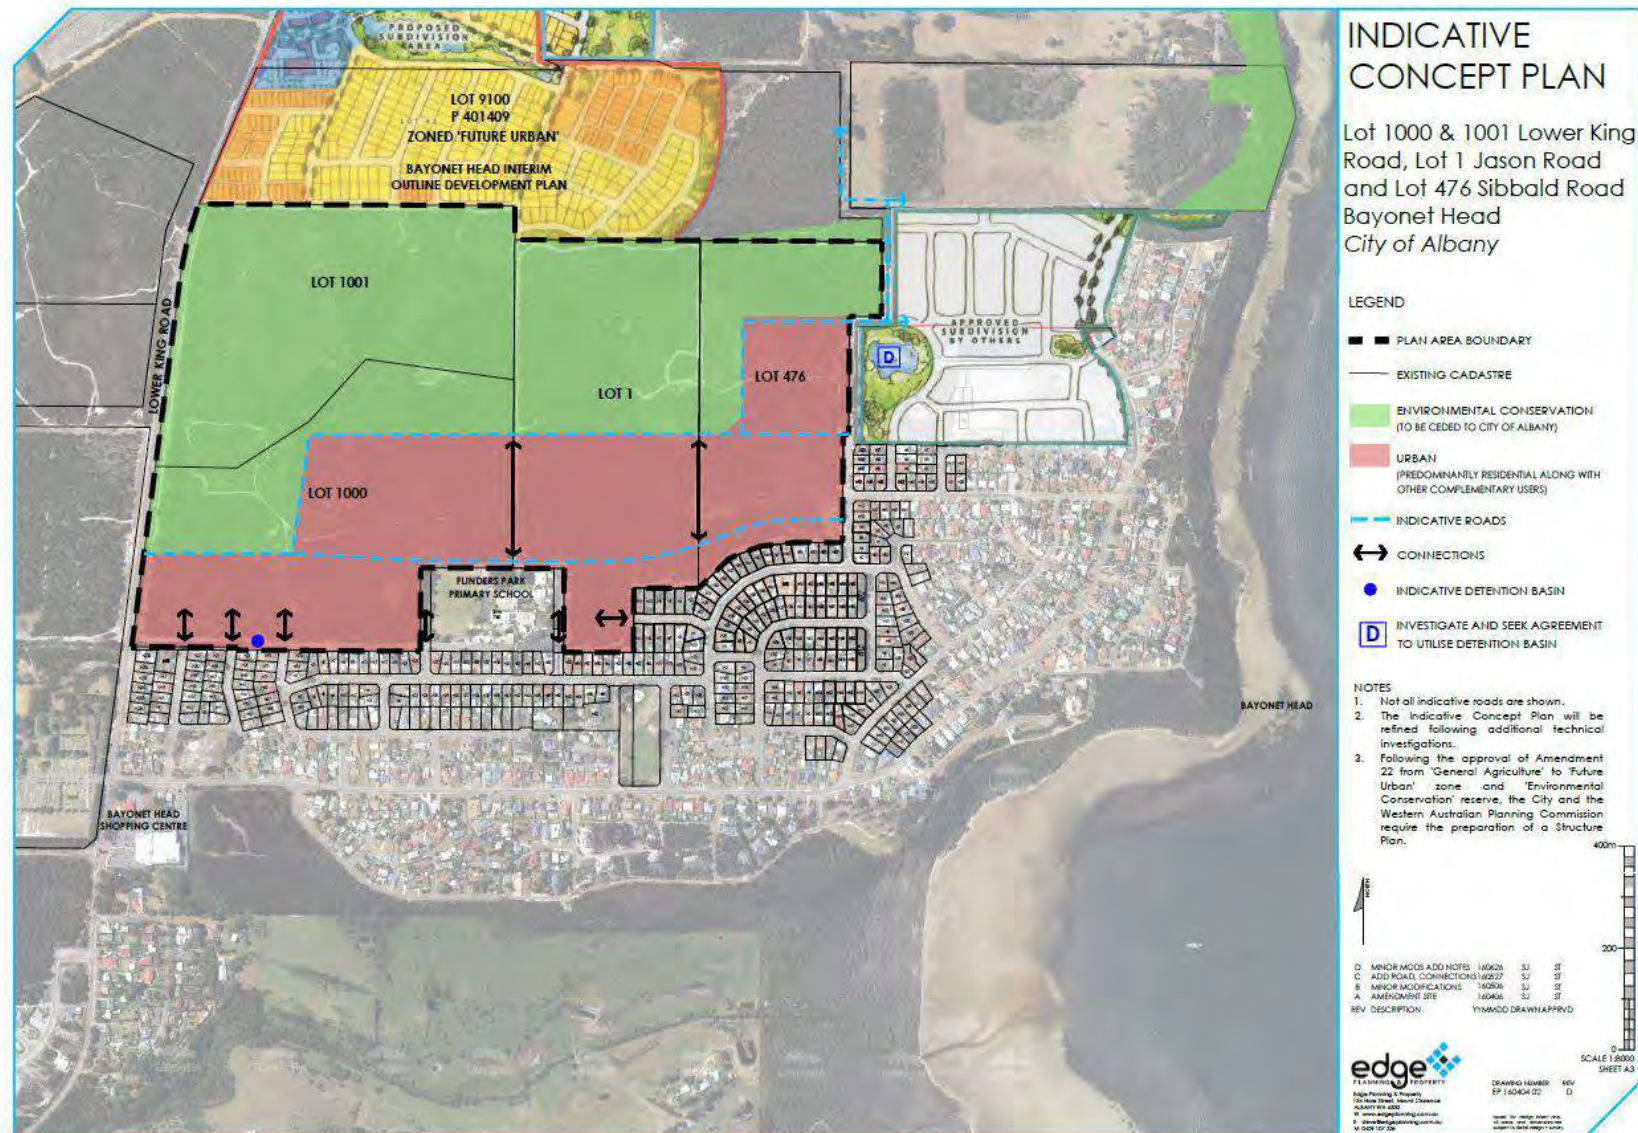 PROPOSED
SUBDIVISION
AREA
LOT 9100
P 401409
ZONED 'FUTURE URBAN'
BAYONET HEAD INTERIM
OUTLINE DEVELOPMENT PLAN
LOT 1001
LOWER KING ROAD
LOT 1
LOT 476
LOT 1000
APPROVED
SUBDIVISION
BY OTHERS
D
FLINDERS PARK
PRIMARY SCHOOL
BAYONET HEAD
BAYONET HEAD
SHOPPING CENTRE
INDICATIVE
CONCEPT PLAN
Lot 1000 & 1001 Lower King
Road, Lot 1 Jason Road
and Lot 476 Sibbald Road
Bayonet Head
City of Albany
LEGEND
PLAN AREA BOUNDARY
EXISTING CADASTRE
ENVIRONMENTAL CONSERVATION
(TO BE CEDED TO CITY OF ALBANY)
URBAN
(PREDOMINANTLY RESIDENTIAL ALONG WITH
OTHER COMPLEMENTARY USERS)
INDICATIVE ROADS
CONNECTIONS
INDICATIVE DETENTION BASIN
D
INVESTIGATE AND SEEK AGREEMENT
TO UTILISE DETENTION BASIN
NOTES
1. Not all indicative roads are shown.
2. The Indicative Concept Plan will be
refined following additional technical
investigations.
3. Following the approval of Amendment
22 from 'General Agriculture' to 'Future
Urban' zone and 'Environmental
Conservation' reserve, the City and the
Western Australian Planning Commission
require the preparation of a Structure
Plan.
400m
200
0
NORTH
D MINOR MODS ADD NOTES 160626 SJ ST
C ADD ROAD, CONNECTIONS 160527 SJ ST
B MINOR MODIFICATIONS 160506 SJ ST
A AMENDMENT SITE 160406 SJ ST
REV DESCRIPTION YYMMDD DRAWN APPRVD
SCALE 1:8000
SHEET A3
edge
PLANNING & PROPERTY
Edge Planning & Property
DRAWING NUMBER REV
EP 160404 02 D